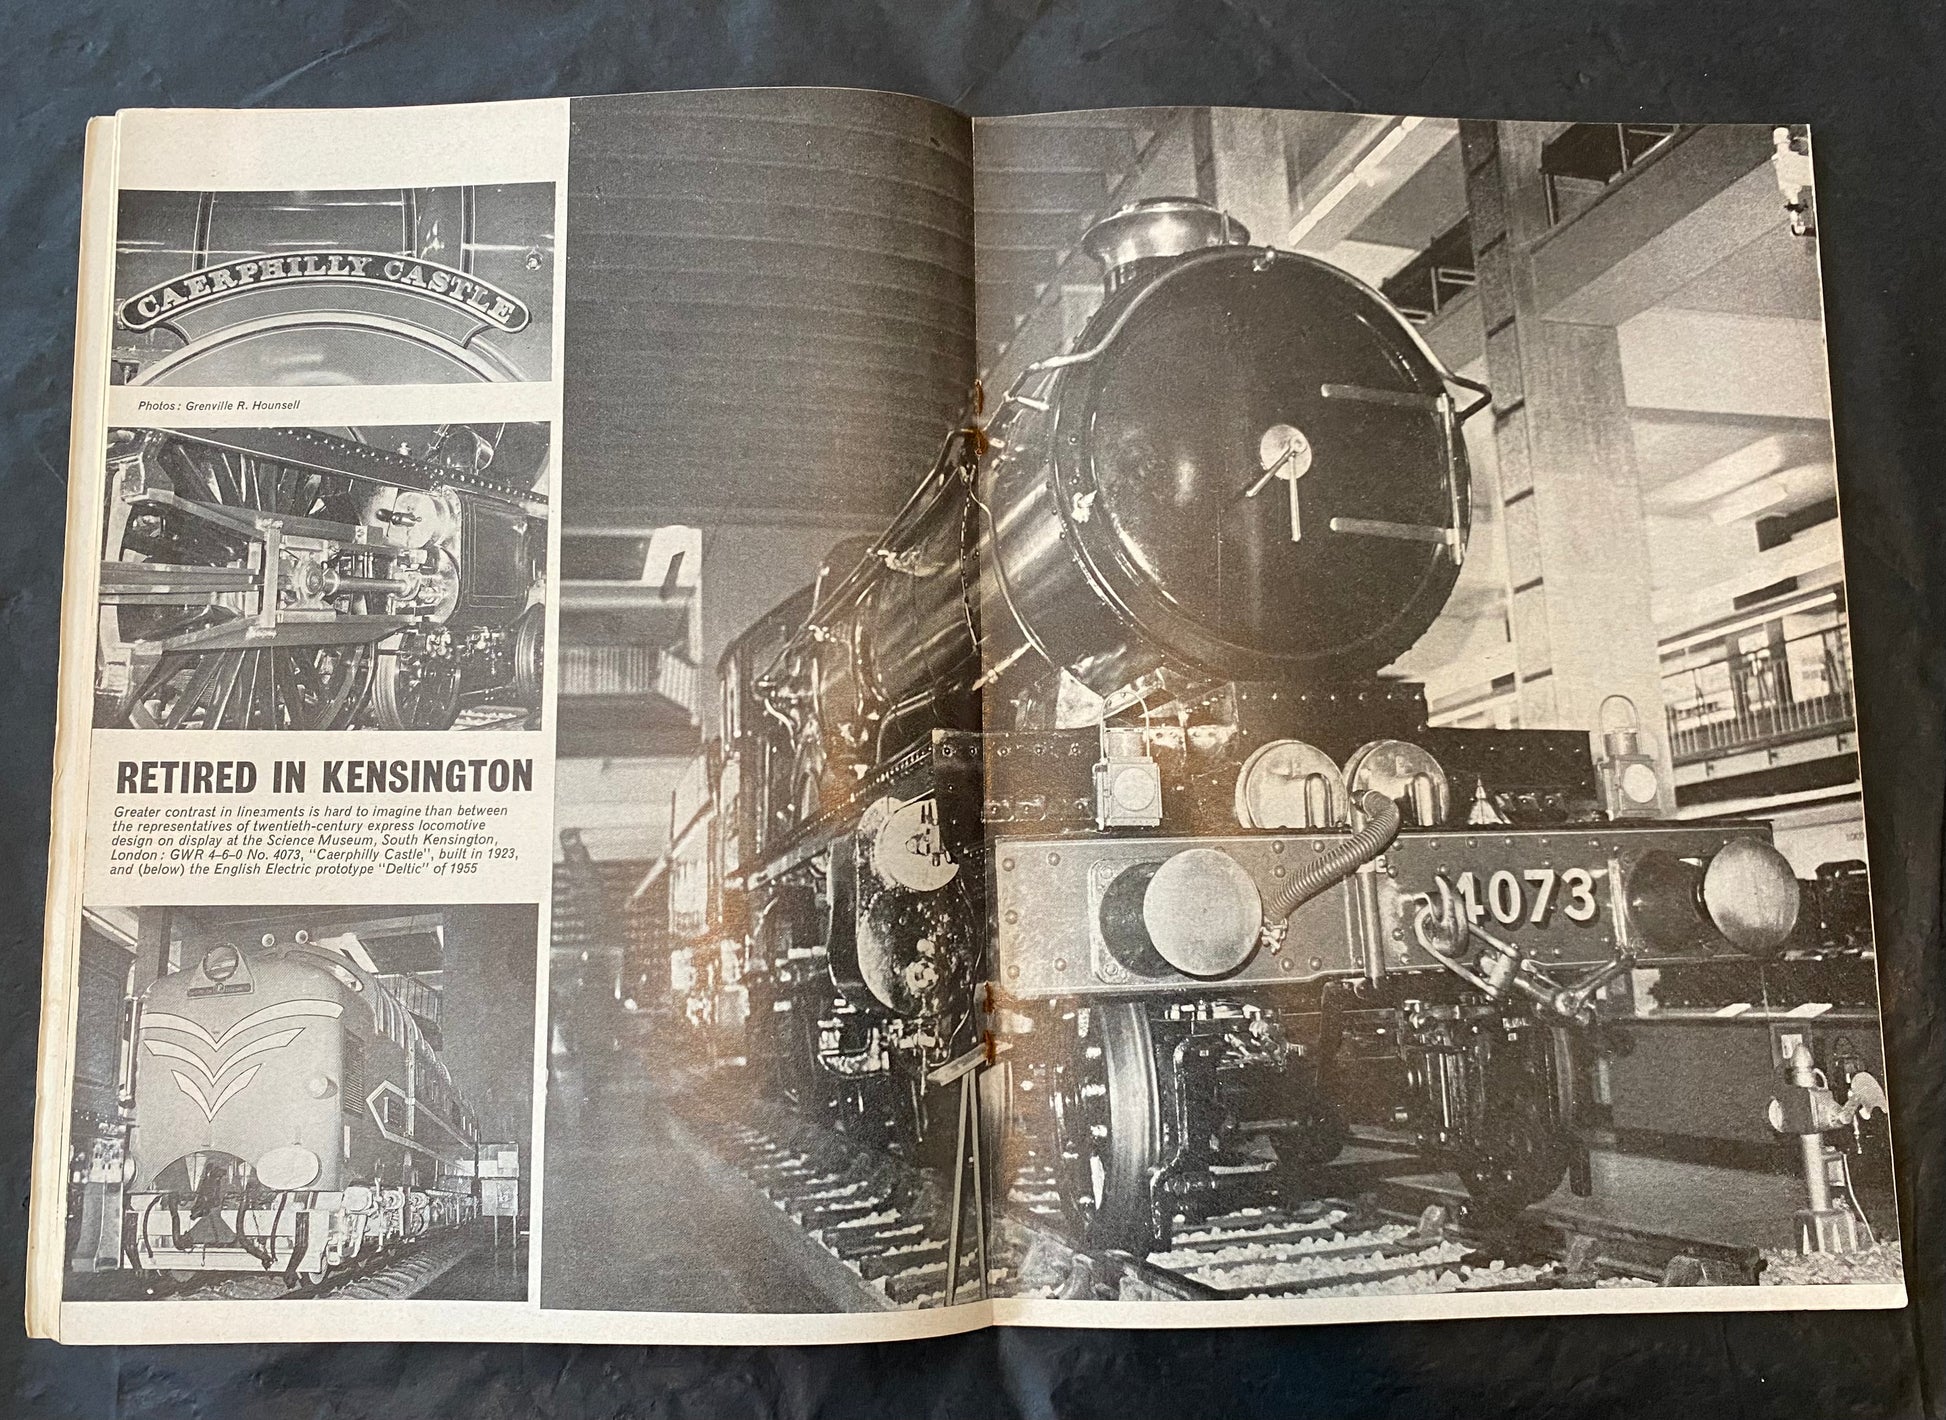 CAERPHILLY CASTLE
Photos: Grenville R. Hounsell
RETIRED IN KENSINGTON
Greater contrast in lineaments is hard to imagine than between
the representatives of twentieth-century express locomotive
design on display at the Science Museum, South Kensington,
London: GWR 4–6–0 No. 4073, "Caerphilly Castle", built in 1923,
and (below) the English Electric prototype "Deltic" of 1955
4073